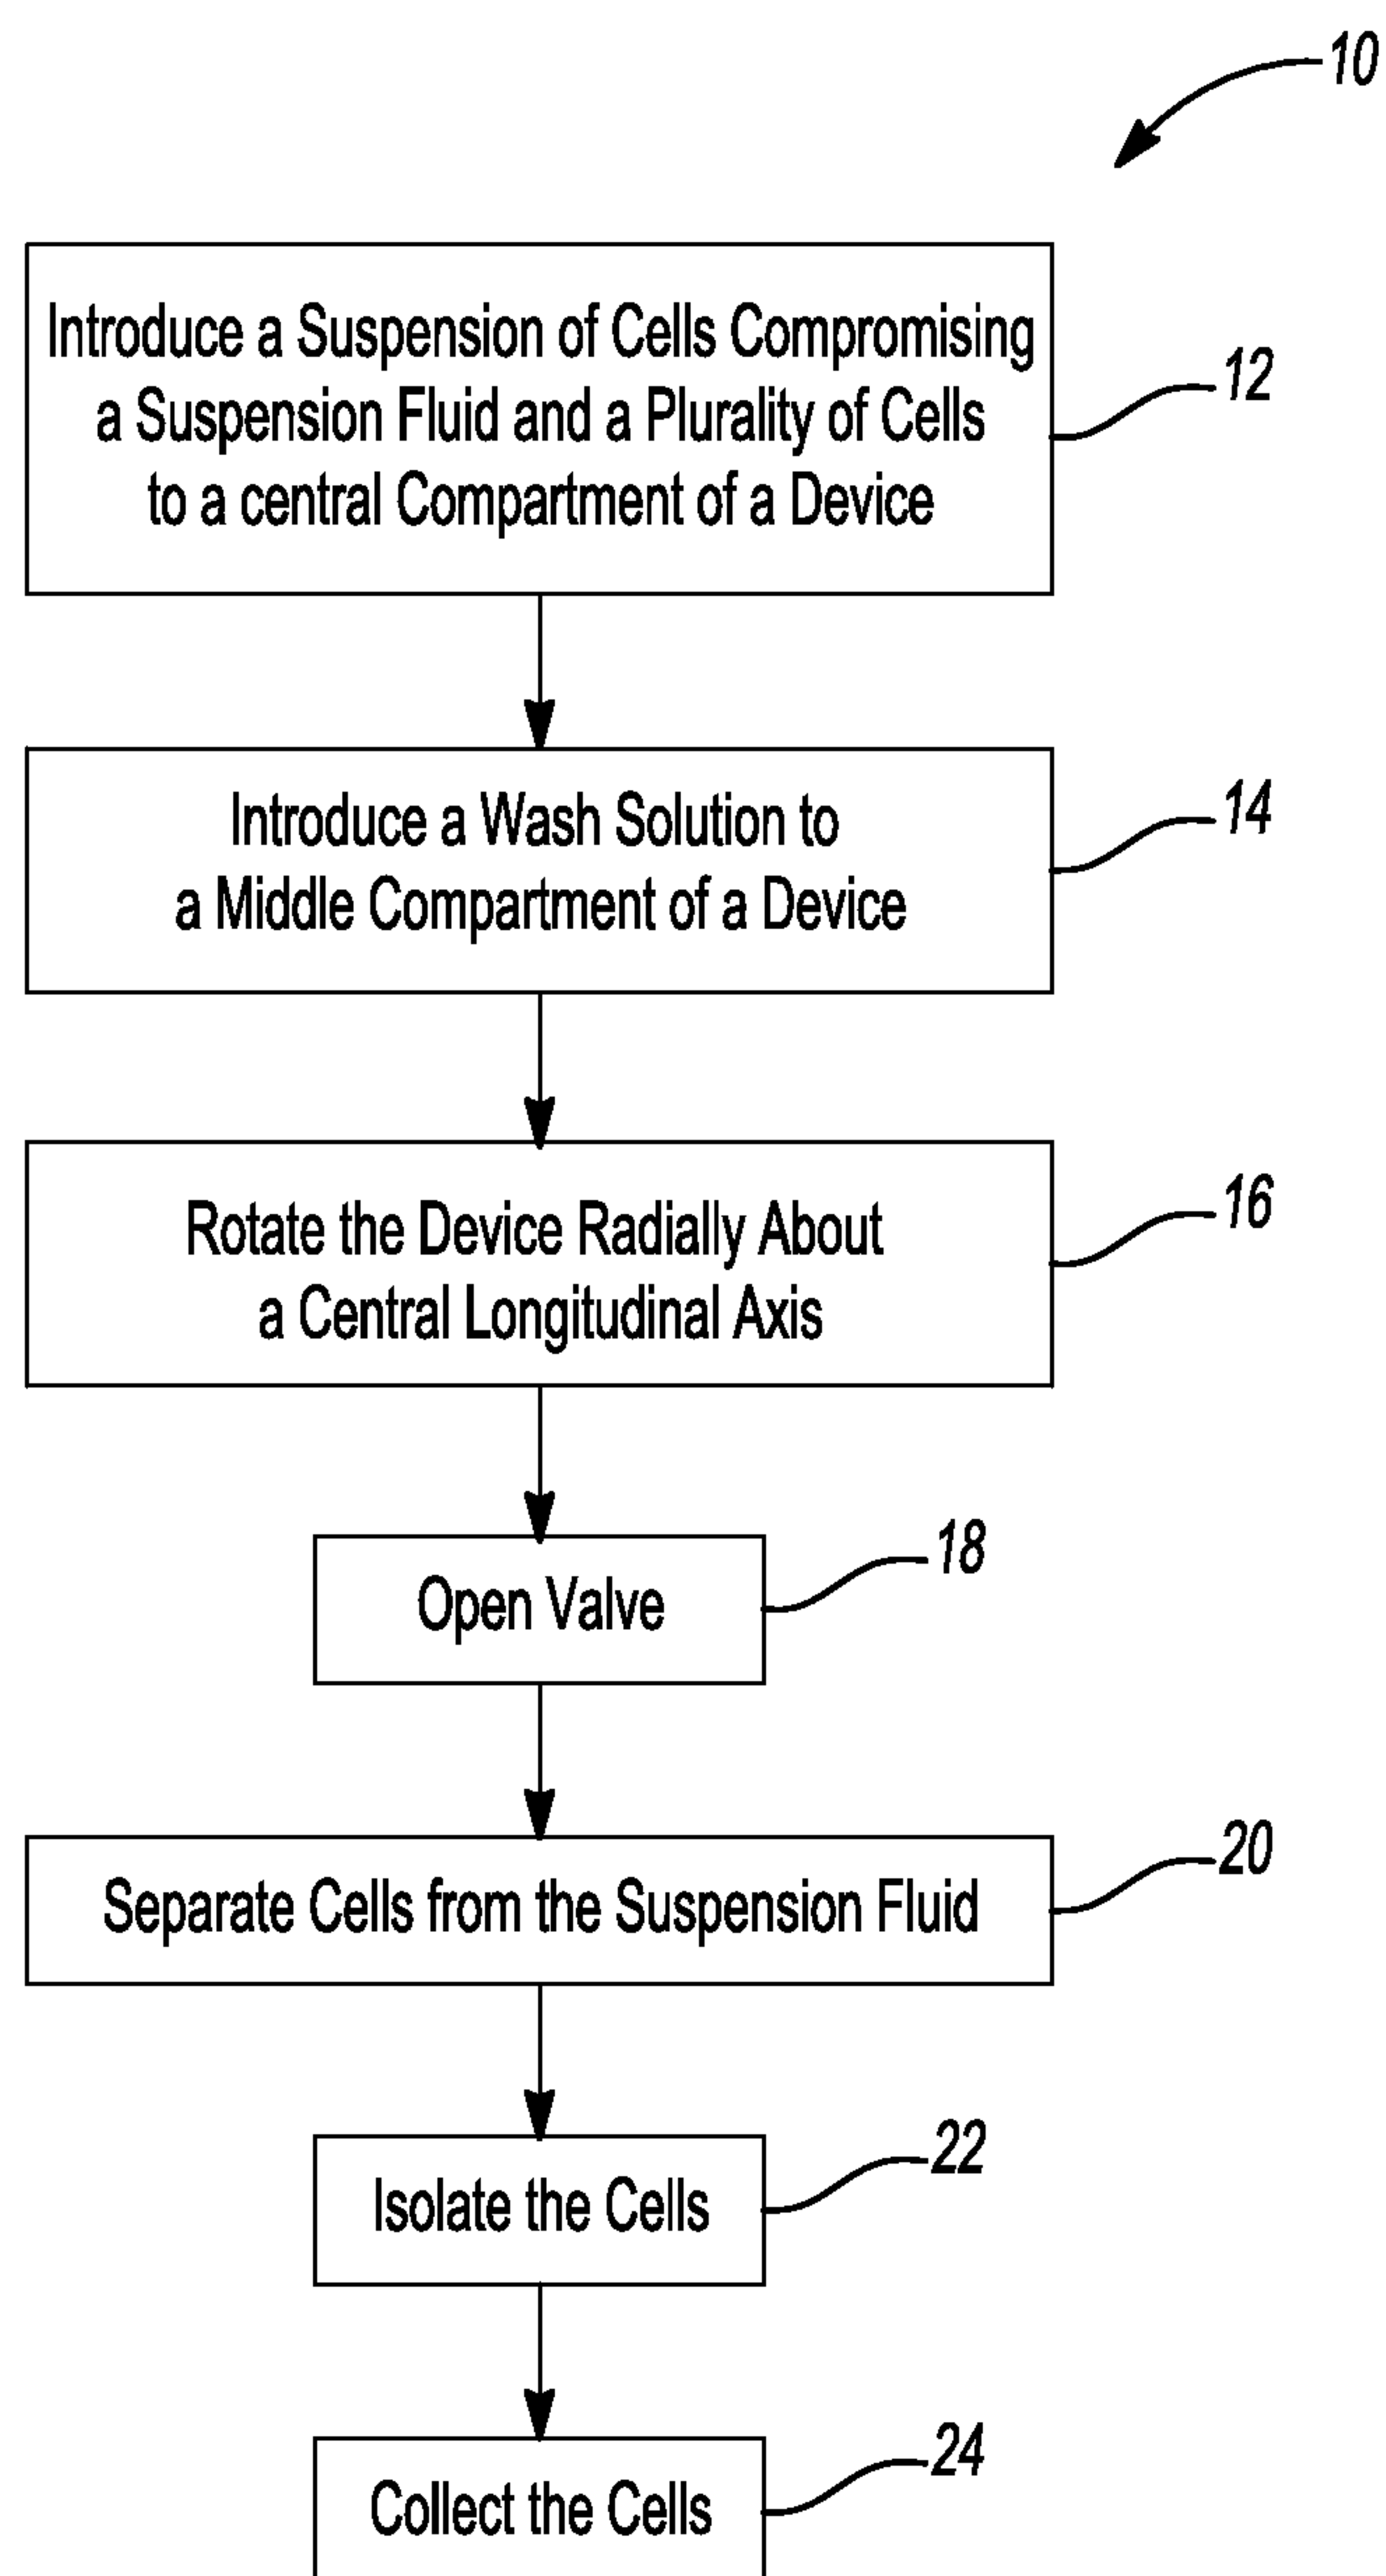 10
Introduce a Suspension of Cells Compromising
a Suspension Fluid and a Plurality of Cells
to a central Compartment of a Device
12
Introduce a Wash Solution to
a Middle Compartment of a Device
14
Rotate the Device Radially About
a Central Longitudinal Axis
16
Open Valve
18
Separate Cells from the Suspension Fluid
20
Isolate the Cells
22
Collect the Cells
24